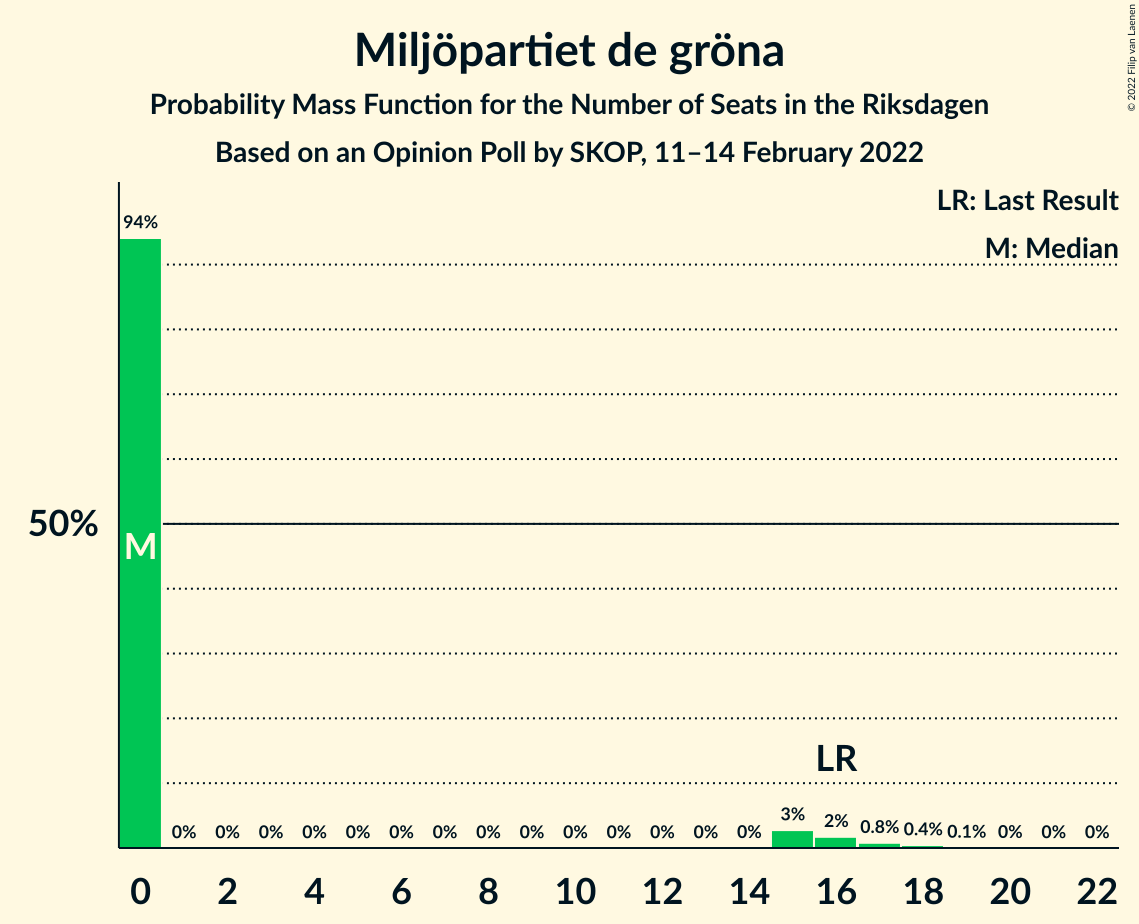 Miljöpartiet de gröna
Probability Mass Function for the Number of Seats in the Riksdagen
Based on an Opinion Poll by SKOP, 11–14 February 2022
© 2022 Filip van Laenen
LR: Last Result
M: Median
94%
50%
M
LR
0% 0% 0% 0% 0% 0% 0% 0% 0% 0% 0% 0% 0% 0% 3% 2% 0.8% 0.4% 0.1% 0% 0% 0%
0 2 4 6 8 10 12 14 16 18 20 22